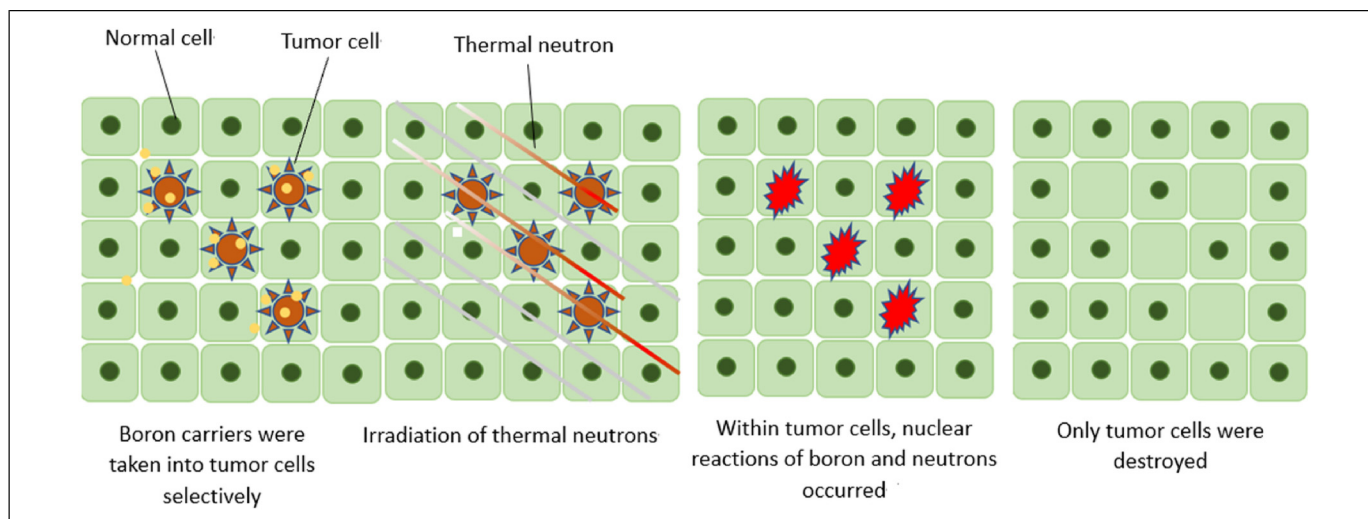 Normal cell
Tumor cell
Thermal neutron
Boron carriers were
taken into tumor cells
selectively
Irradiation of thermal neutrons
Within tumor cells, nuclear
reactions of boron and neutrons
occurred
Only tumor cells were
destroyed